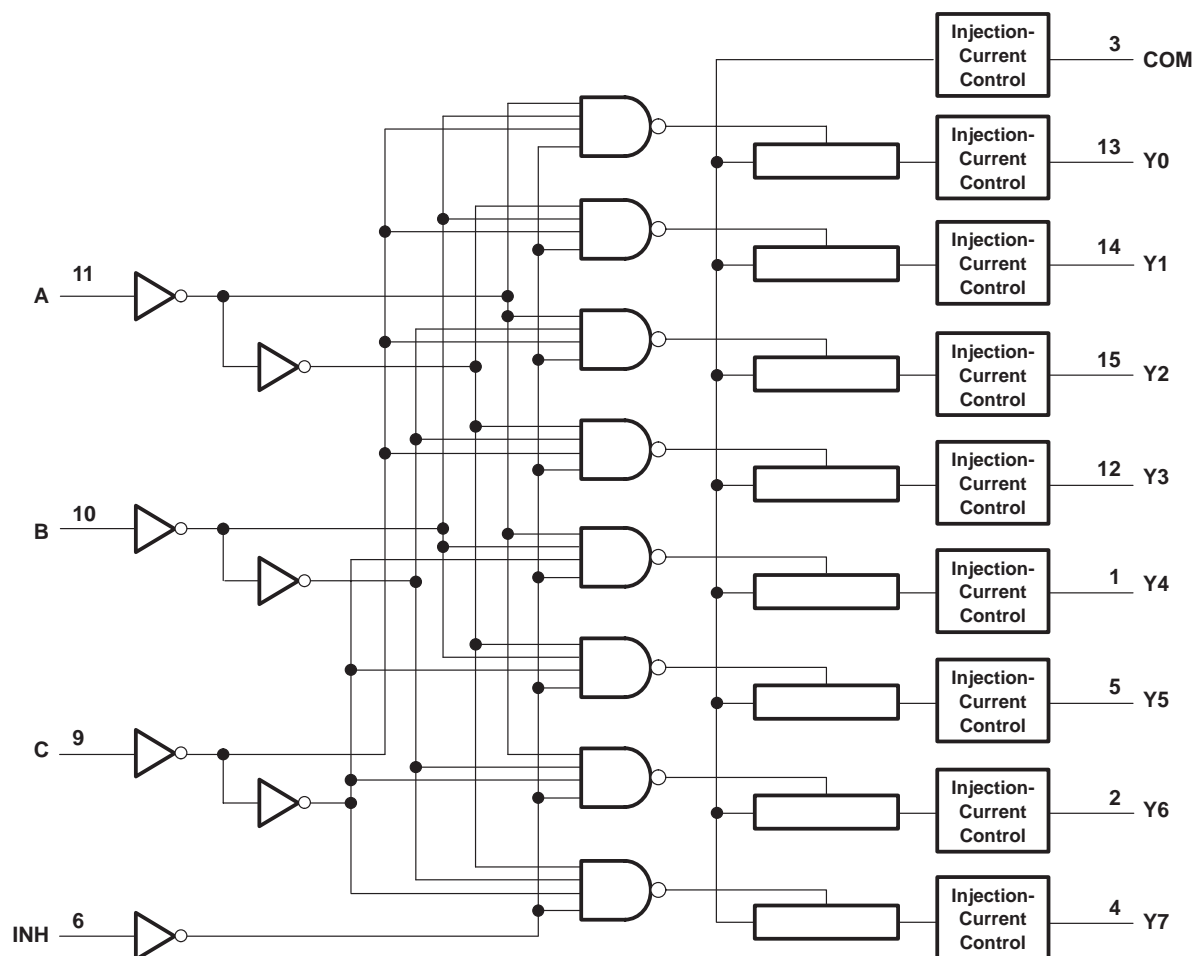 Injection-
Current
Control
3
COM
Injection-
Current
Control
13
Y0
Injection-
Current
Control
14
Y1
11
A
Injection-
Current
Control
15
Y2
Injection-
Current
Control
12
Y3
10
B
Injection-
Current
Control
1
Y4
Injection-
Current
Control
5
Y5
9
C
Injection-
Current
Control
2
Y6
Injection-
Current
Control
4
Y7
6
INH